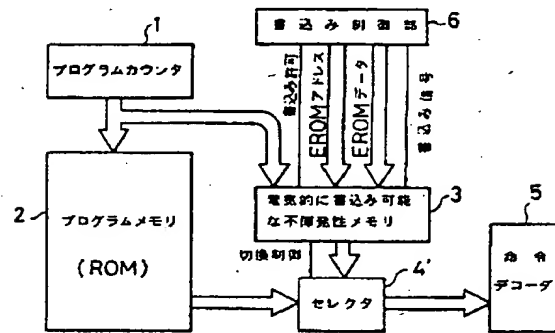 1
プログラムカウンタ
書込み制御部
6
書込み許可
EROMアドレス
EROMデータ
書込み信号
2
プログラムメモリ
(ROM)
電気的に書込み可能
な不揮発性メモリ
3
切換制御
セレクタ
4'
5
命令
デコーダ